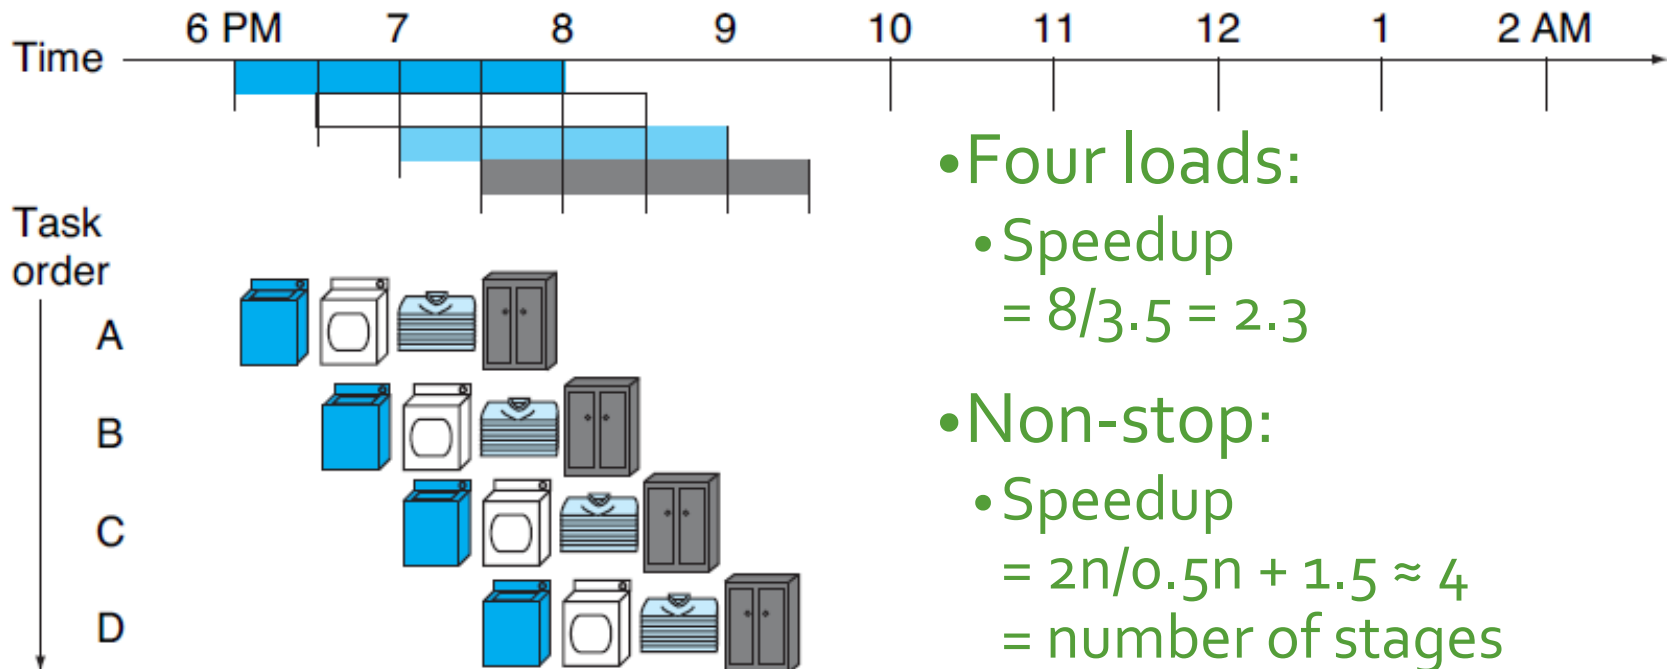 6 PM 7 8 9 10 11 12 1 2 AM
Time
Task
order
A
B
C
D
•Four loads:
•Speedup
= 8/3.5 = 2.3
•Non-stop:
•Speedup
= 2n/0.5n + 1.5 ≈ 4
= number of stages